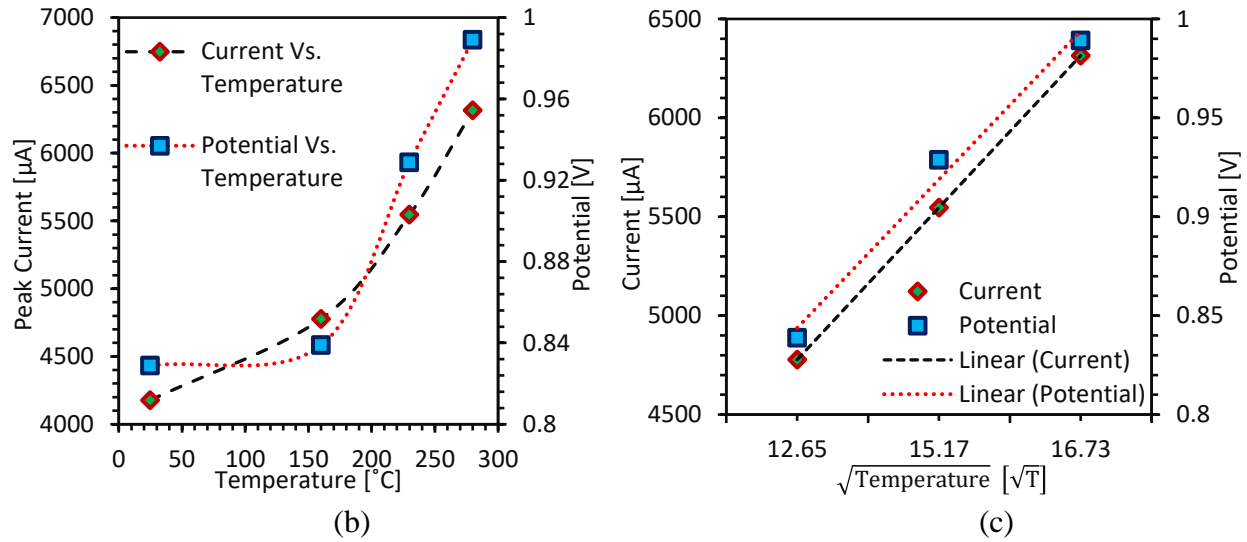 7000
6500
6000
5500
5000
4500
4000
Peak Current [µA]
Current Vs.
Temperature
Potential Vs.
Temperature
1
0.96
0.92
0.88
0.84
0.8
Potential [V]
0 50 100 150 200 250 300
Temperature [˚C]
(b)
6500
6000
5500
5000
4500
Current [µA]
Current
Potential
Linear (Current)
Linear (Potential)
1
0.95
0.9
0.85
0.8
Potential [V]
12.65 15.17 16.73
√Temperature [√T]
(c)